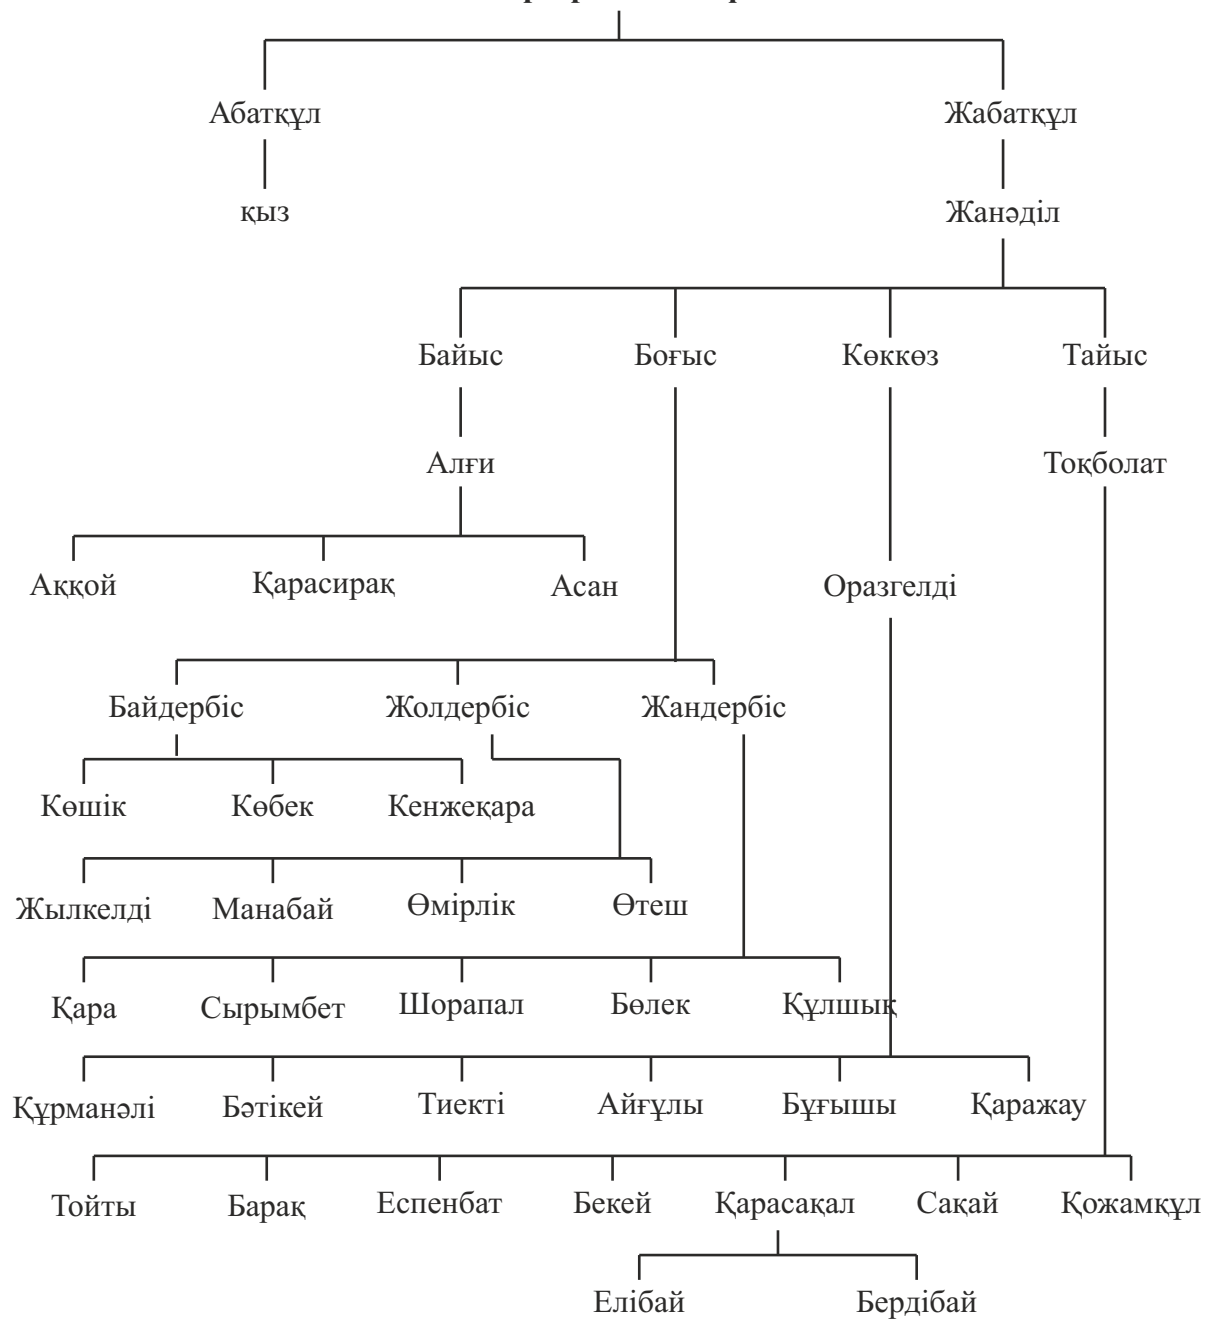 Абатқұл Жабатқұл
қыз Жанәділ
Байыс Боғыс Көккөз Тайыс
Алғи Тоқболат
Аққой Қарасирақ Асан Оразгелді
Байдербіс Жолдербіс Жандербіс
Көшік Көбек Кенжеқара
Жылкелді Манабай Өмірлік Өтеш
Қара Сырымбет Шорапал Бөлек Құлшық
Құрманәлі Бәтікей Тиекті Айғұлы Бұғышы Қаражау
Тойты Барақ Еспенбат Бекей Қарасақал Сақай Қожамқұл
Елібай Бердібай